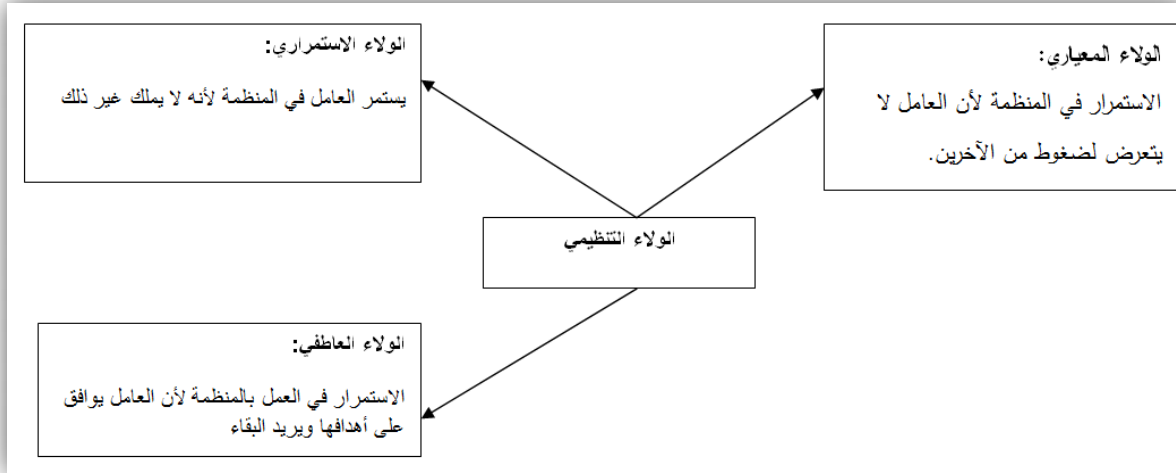 الولاء المعياري:
الاستمرار في المنظمة لأن العامل لا
يتعرض لضغوط من الآخرين.
الولاء الاستمراري:
يستمر العامل في المنظمة لأنه لا يملك غير ذلك
الولاء التنظيمي
الولاء العاطفي:
الاستمرار في العمل بالمنظمة لأن العامل يوافق
على أهدافها ويريد البقاء